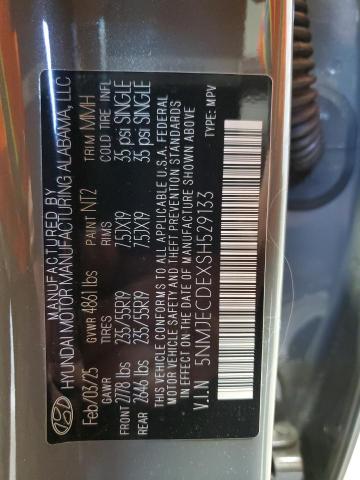 MANUFACTURED BY
HYUNDAI MOTOR MANUFACTURING ALABAMA, LLC
Feb/03/25 GVWR 4861 lbs PAINT NT2 TRIM MMH
GAWR TIRES COLD TIRE INFL
FRONT 2778 lbs 235/55R19 7.5JX19 35 psi SINGLE
REAR 2646 lbs 235/55R19 7.5JX19 35 psi SINGLE
THIS VEHICLE CONFORMS TO ALL APPLICABLE U.S.A. FEDERAL
MOTOR VEHICLE SAFETY AND THEFT PREVENTION STANDARDS
IN EFFECT ON THE DATE OF MANUFACTURE SHOWN ABOVE.
V.I.N 5NMJECDEXSH529133 TYPE: MPV